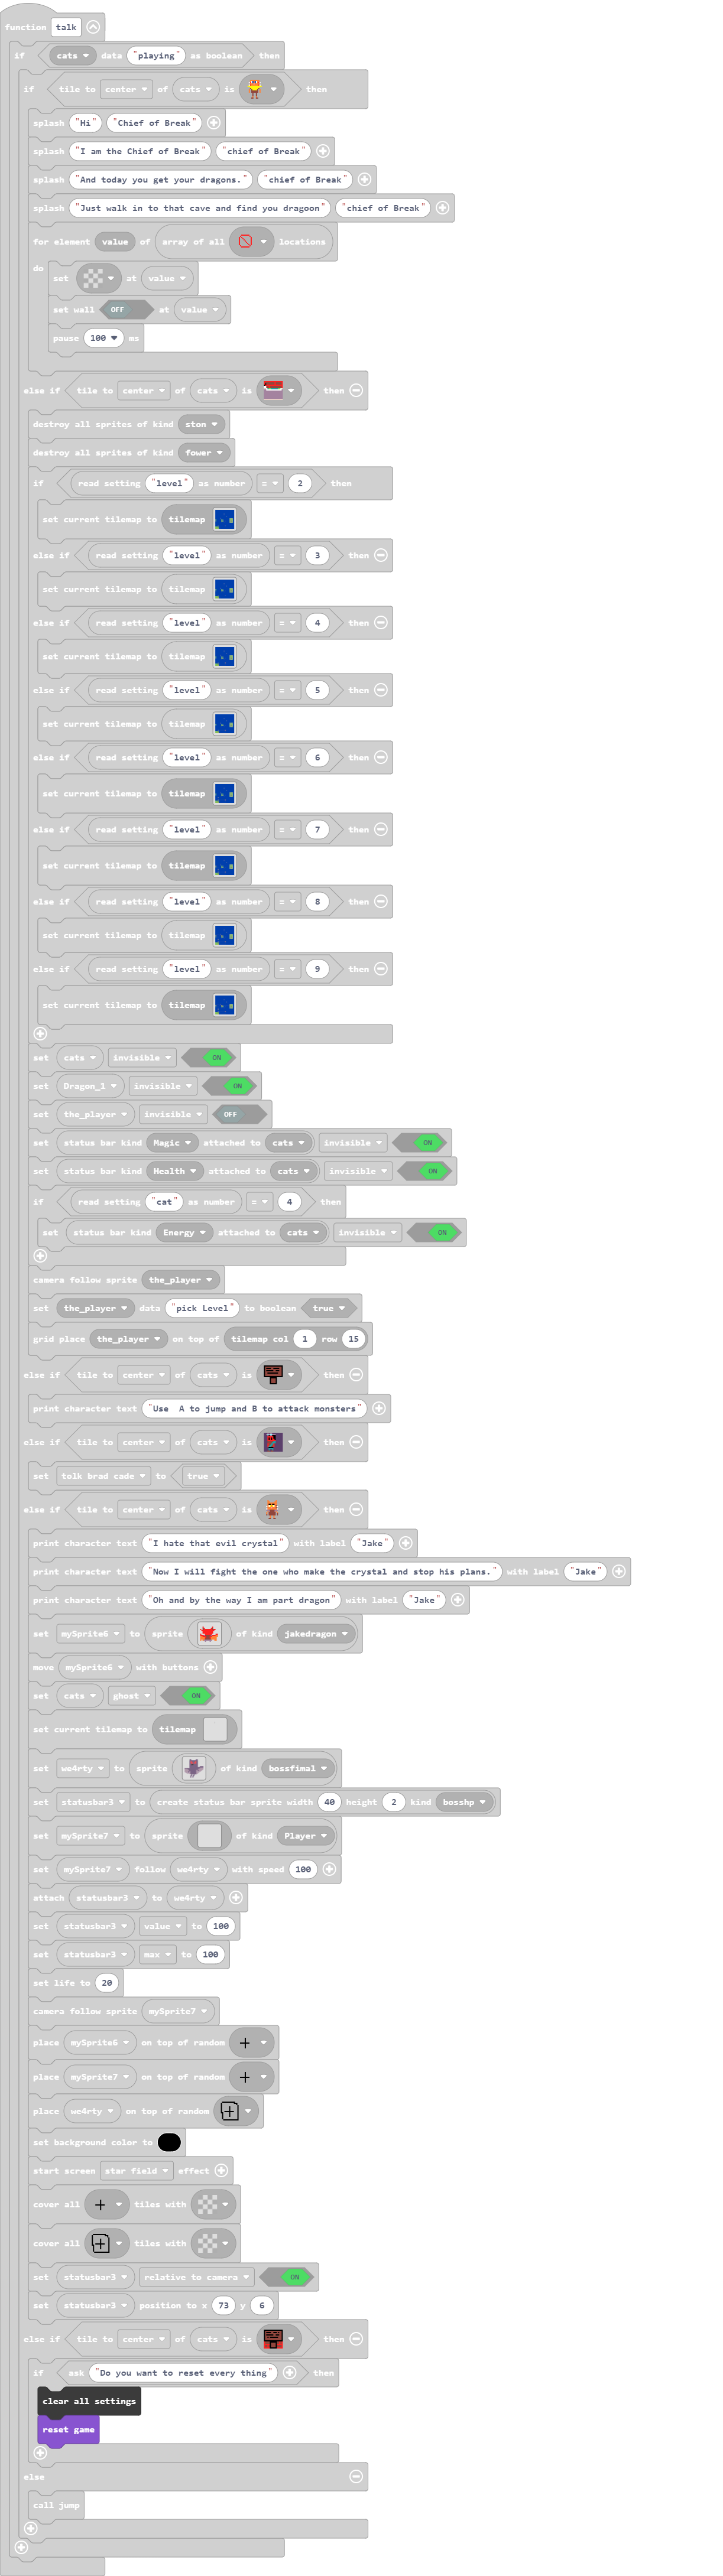 function talk
if cats data "playing" as boolean then
if tile to center of cats is then
splash "Hi" "Chief of Break"
splash "I am the Chief of Break" "chief of Break"
splash "And today you get your dragons." "chief of Break"
splash "Just walk in to that cave and find you dragoon" "chief of Break"
for element value of array of all locations
do
set at value
set wall OFF at value
pause 100 ms
else if tile to center of cats is then
destroy all sprites of kind ston
destroy all sprites of kind fower
if read setting "level" as number = 2 then
set current tilemap to tilemap
else if read setting "level" as number = 3 then
set current tilemap to tilemap
else if read setting "level" as number = 4 then
set current tilemap to tilemap
else if read setting "level" as number = 5 then
set current tilemap to tilemap
else if read setting "level" as number = 6 then
set current tilemap to tilemap
else if read setting "level" as number = 7 then
set current tilemap to tilemap
else if read setting "level" as number = 8 then
set current tilemap to tilemap
else if read setting "level" as number = 9 then
set current tilemap to tilemap
set cats invisible ON
set Dragon_1 invisible ON
set the_player invisible OFF
set status bar kind Magic attached to cats invisible ON
set status bar kind Health attached to cats invisible ON
if read setting "cat" as number = 4 then
set status bar kind Energy attached to cats invisible ON
camera follow sprite the_player
set the_player data "pick Level" to boolean true
grid place the_player on top of tilemap col 1 row 15
else if tile to center of cats is then
print character text "Use  A to jump and B to attack monsters"
else if tile to center of cats is then
set tolk brad cade to true
else if tile to center of cats is then
print character text "I hate that evil crystal" with label "Jake"
print character text "Now I will fight the one who make the crystal and stop his plans." with label "Jake"
print character text "Oh and by the way I am part dragon" with label "Jake"
set mySprite6 to sprite of kind jakedragon
move mySprite6 with buttons
set cats ghost ON
set current tilemap to tilemap
set we4rty to sprite of kind bossfimal
set statusbar3 to create status bar sprite width 40 height 2 kind bosshp
set mySprite7 to sprite of kind Player
set mySprite7 follow we4rty with speed 100
attach statusbar3 to we4rty
set statusbar3 value to 100
set statusbar3 max to 100
set life to 20
camera follow sprite mySprite7
place mySprite6 on top of random
place mySprite7 on top of random
place we4rty on top of random
set background color to
start screen star field effect
cover all tiles with
cover all tiles with
set statusbar3 relative to camera ON
set statusbar3 position to x 73 y 6
else if tile to center of cats is then
if ask "Do you want to reset every thing" then
clear all settings
reset game
else
call jump